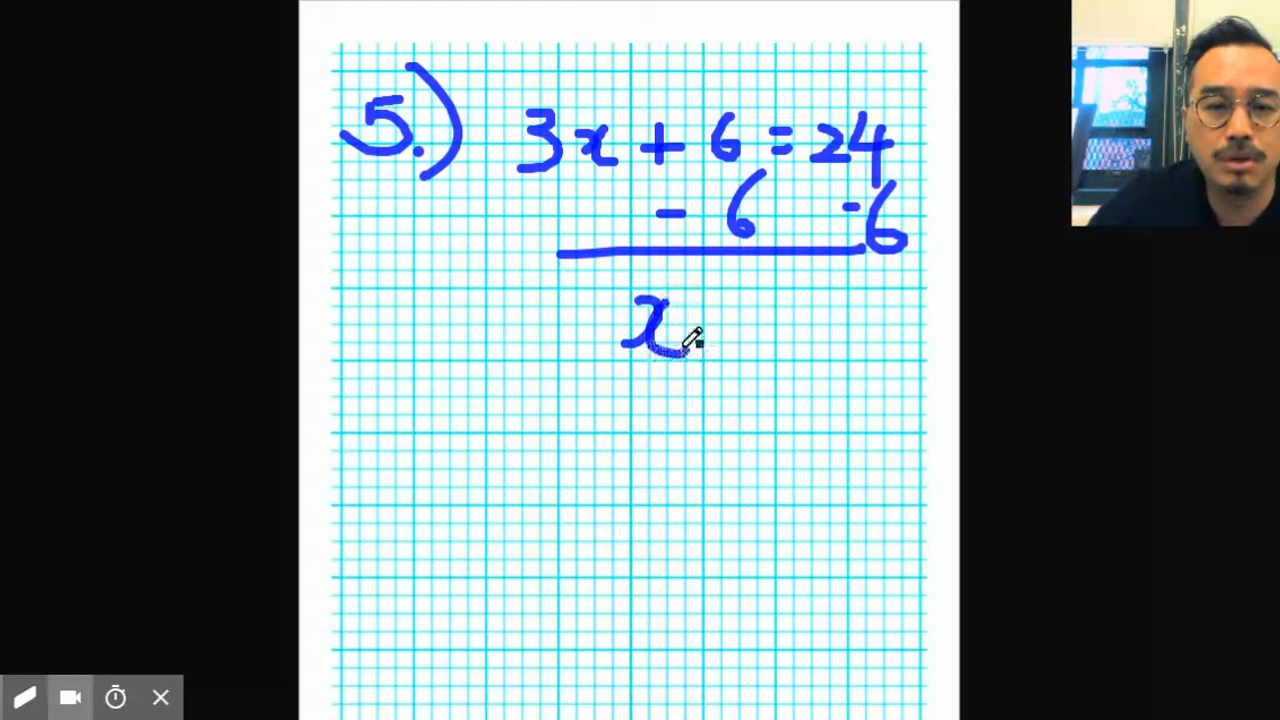 5.) 3x + 6 = 24
- 6 -6
x